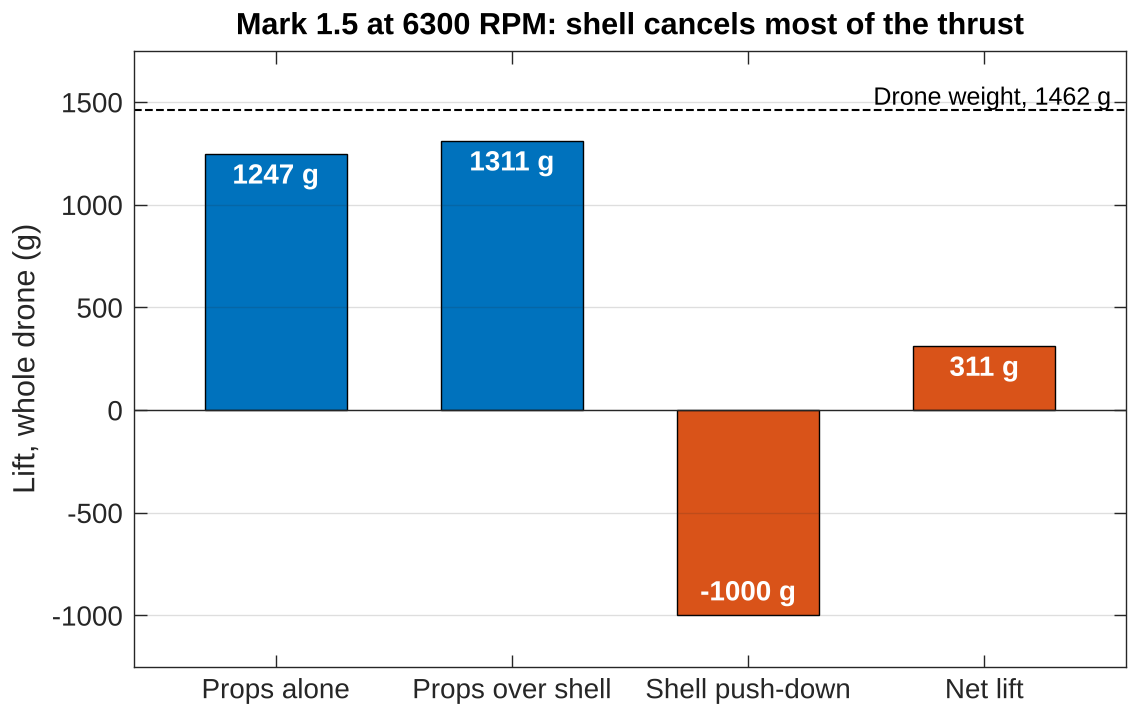 Mark 1.5 at 6300 RPM: shell cancels most of the thrust
Lift, whole drone (g)
1500
1000
500
0
-500
-1000
Drone weight, 1462 g
1247 g
1311 g
-1000 g
311 g
Props alone
Props over shell
Shell push-down
Net lift